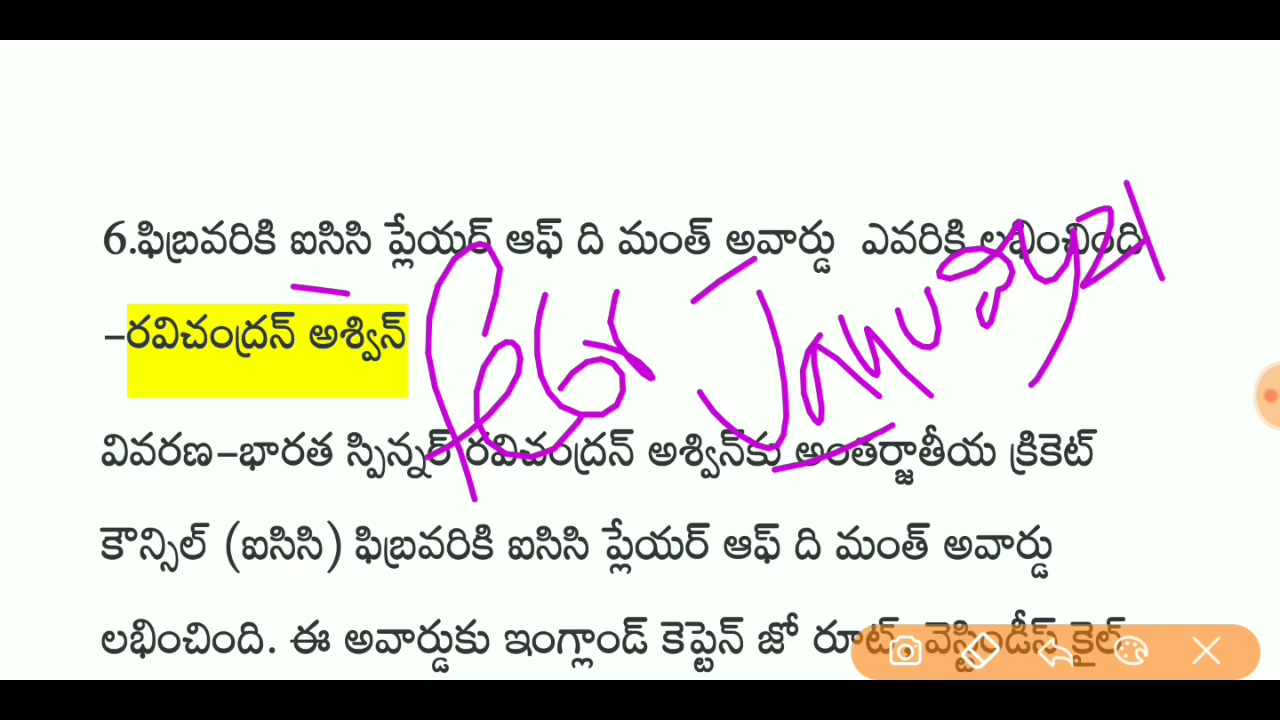 6.ఫిబ్రవరికి ఐసిసి ప్లేయర్ ఆఫ్ ది మంత్ అవార్డు ఎవరికి లభించింది
–రవిచంద్రన్ అశ్విన్
feb January
వివరణ–భారత స్పిన్నర్ రవిచంద్రన్ అశ్విన్‌కు అంతర్జాతీయ క్రికెట్
కౌన్సిల్ (ఐసిసి) ఫిబ్రవరికి ఐసిసి ప్లేయర్ ఆఫ్ ది మంత్ అవార్డు
లభించింది. ఈ అవార్డుకు ఇంగ్లాండ్ కెప్టెన్ జో రూట్, వెస్టిండీస్ కైల్